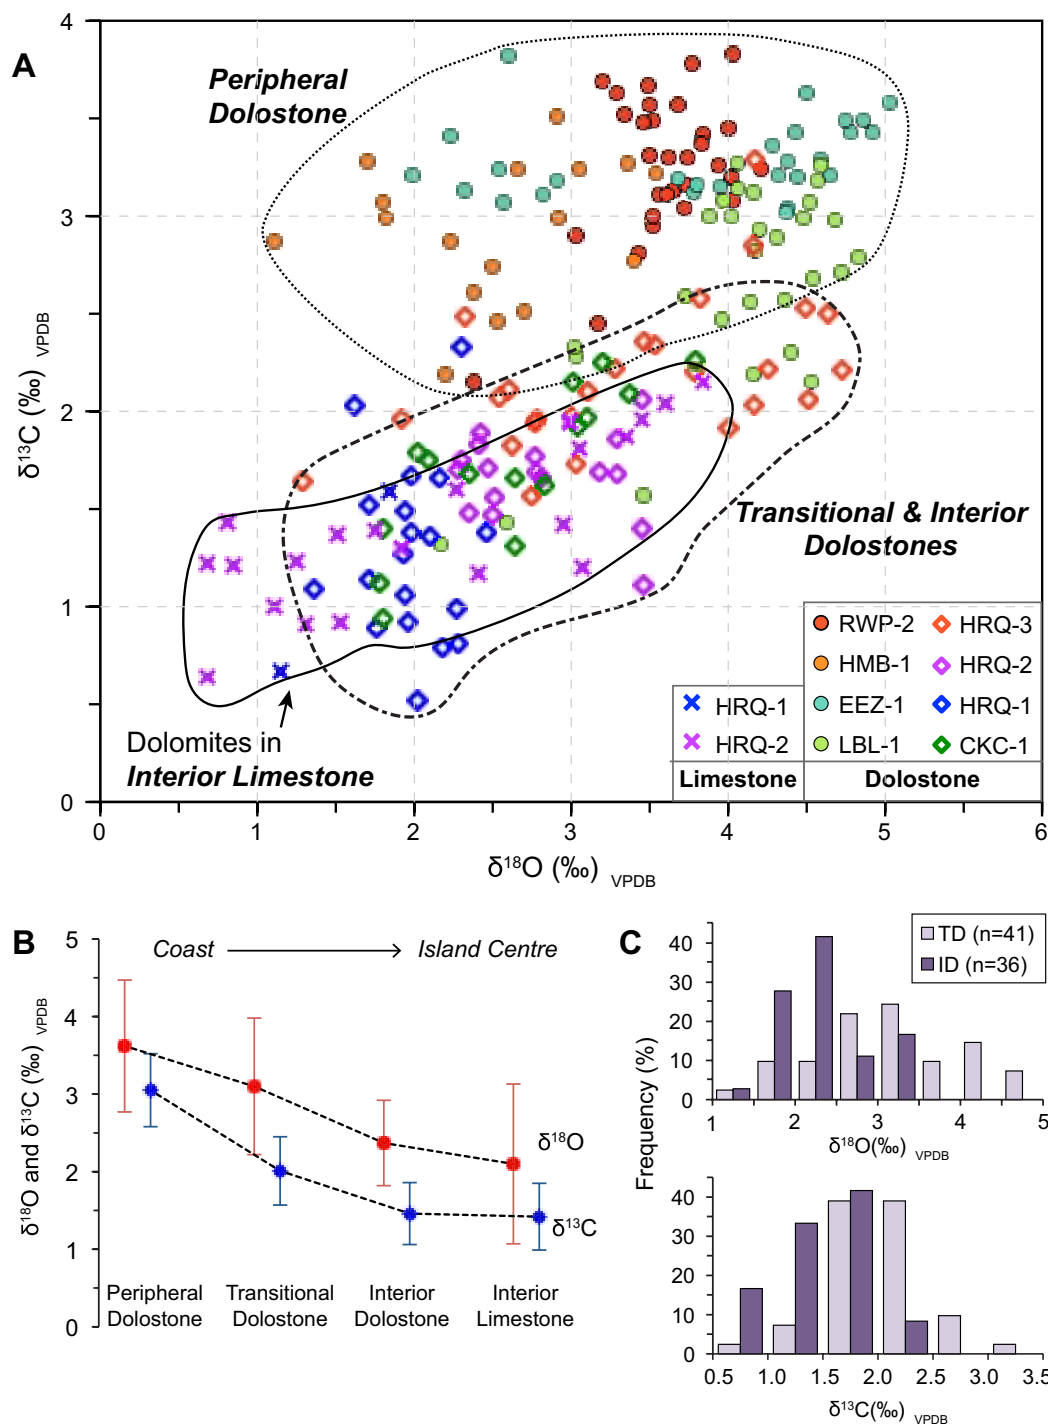 A
4
3
2
1
0
δ¹³C (‰) VPDB
Peripheral
Dolostone
Transitional & Interior
Dolostones
Dolomites in
Interior Limestone
RWP-2
HRQ-3
HMB-1
HRQ-2
HRQ-1
EEZ-1
HRQ-1
HRQ-2
LBL-1
CKC-1
Limestone
Dolostone
0 1 2 3 4 5 6
δ¹⁸O (‰) VPDB
B
5
4
3
2
1
0
δ¹⁸O and δ¹³C (‰) VPDB
Coast
Island Centre
δ¹⁸O
δ¹³C
Peripheral
Dolostone
Transitional
Dolostone
Interior
Dolostone
Interior
Limestone
C
TD (n=41)
ID (n=36)
Frequency (%)
40
30
20
10
0
1 2 3 4 5
δ¹⁸O(‰) VPDB
40
30
20
10
0
0.5 1.0 1.5 2.0 2.5 3.0 3.5
δ¹³C(‰) VPDB